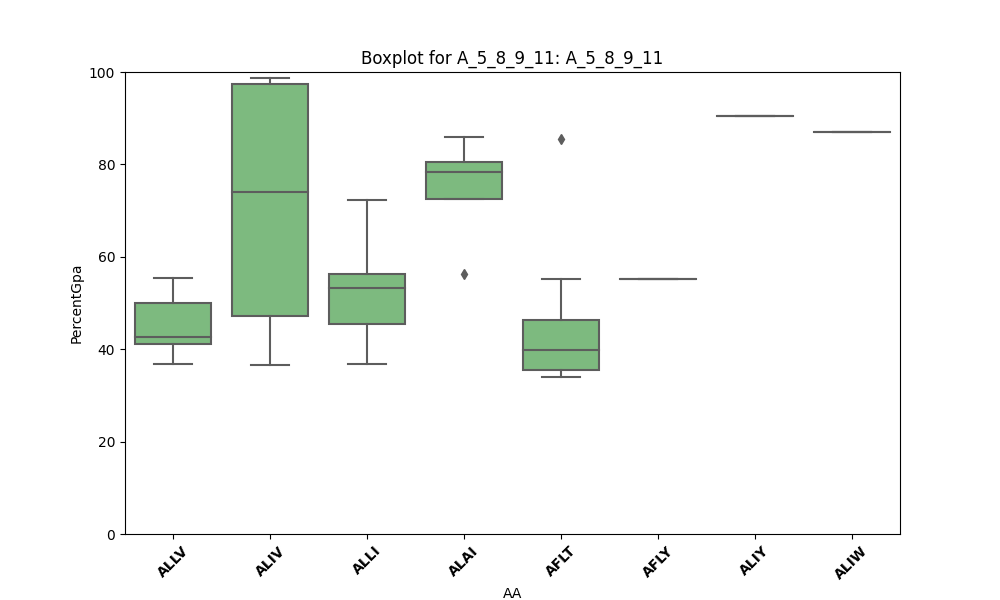 Boxplot for A_5_8_9_11: A_5_8_9_11
100
80
60
40
20
0
PercentGpa
ALLV
ALIV
ALLI
ALAI
AFLT
AFLY
ALIY
ALIW
AA